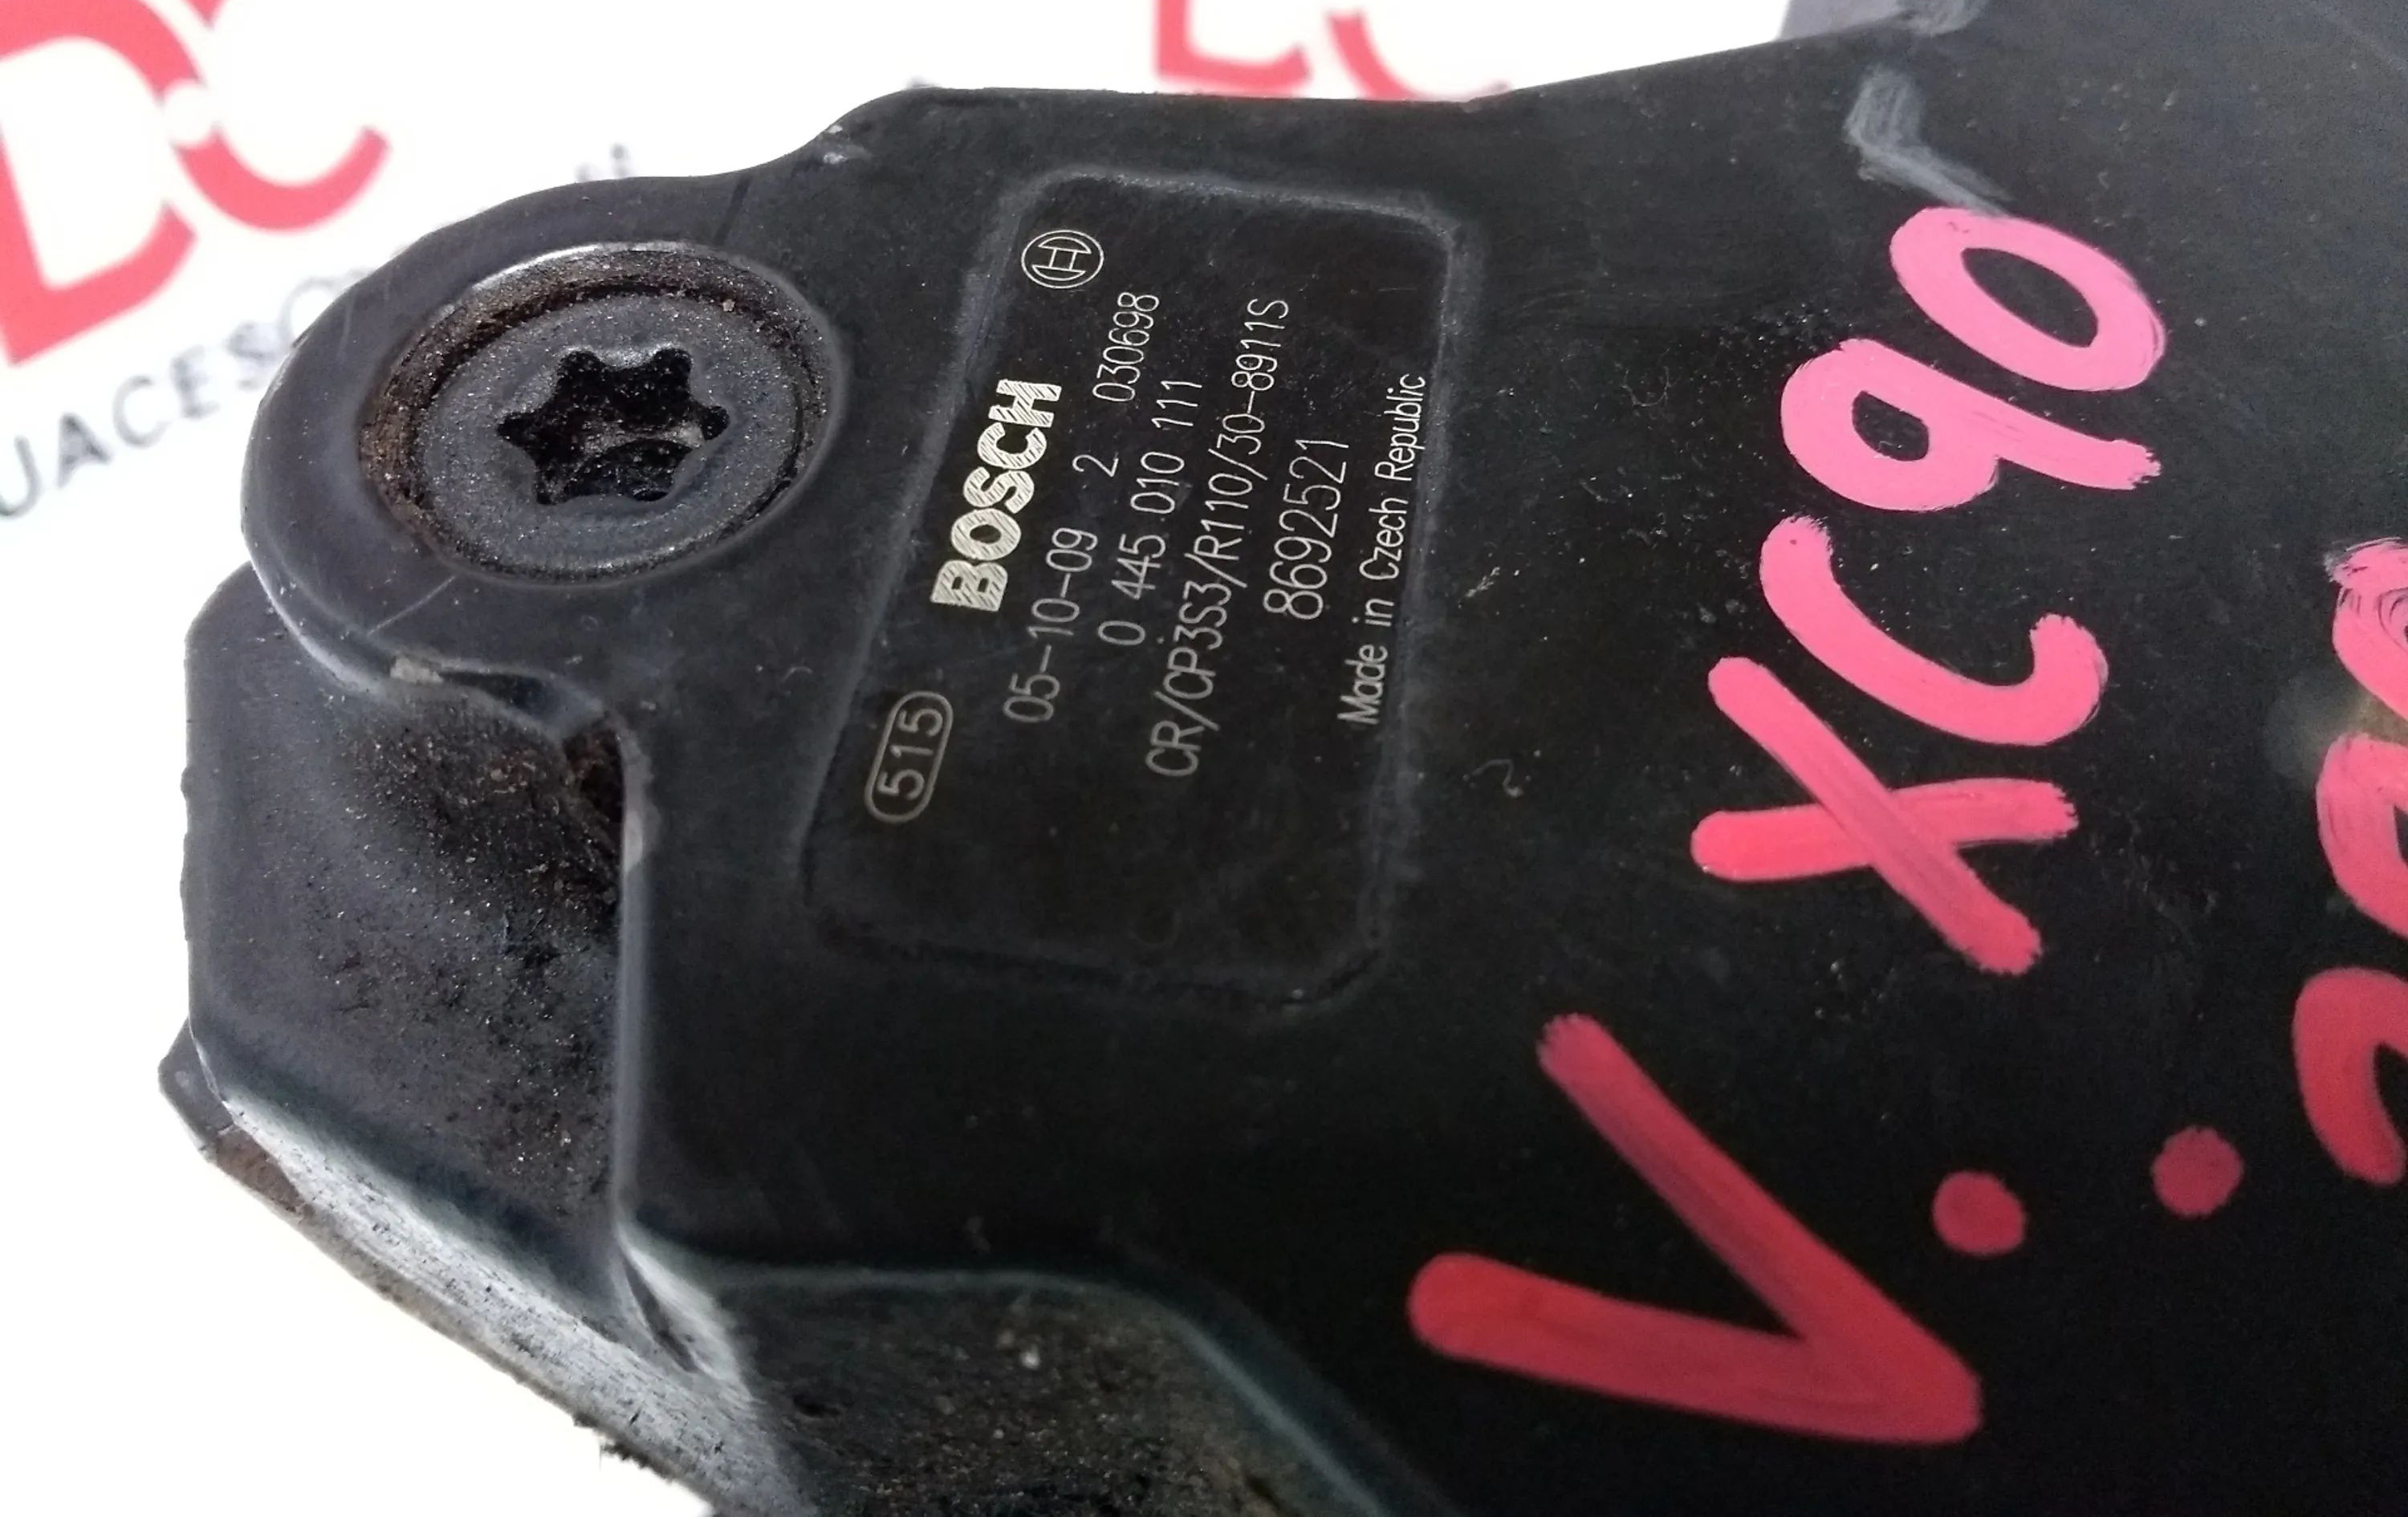 515
BOSCH
05-10-09 2 030698
0 445 010 111
CR/CP3S3/R110/30-8911S
8692521
Made in Czech Republic
V. XC90
DC